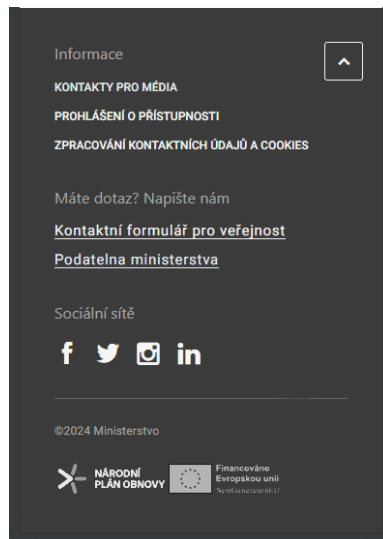 Informace
KONTAKTY PRO MÉDIA
PROHLÁŠENÍ O PŘÍSTUPNOSTI
ZPRACOVÁNÍ KONTAKTNÍCH ÚDAJŮ A COOKIES
Máte dotaz? Napište nám
Kontaktní formulář pro veřejnost
Podatelna ministerstva
Sociální sítě
©2024 Ministerstvo
NÁRODNÍ
PLÁN OBNOVY
Financováno
Evropskou unií
NextGenerationEU